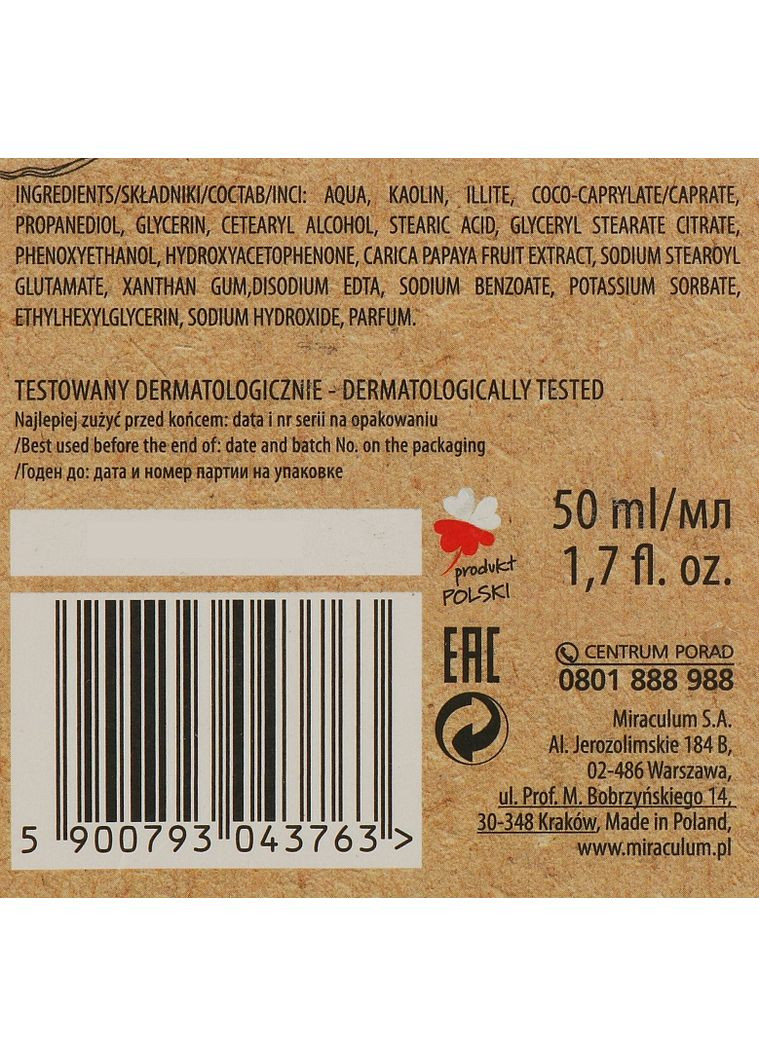 INGREDIENTS/SKŁADNIKI/СОСТАВ/INCI: AQUA, KAOLIN, ILLITE, COCO-CAPRYLATE/CAPRATE,
PROPANEDIOL, GLYCERIN, CETEARYL ALCOHOL, STEARIC ACID, GLYCERYL STEARATE CITRATE,
PHENOXYETHANOL, HYDROXYACETOPHENONE, CARICA PAPAYA FRUIT EXTRACT, SODIUM STEAROYL
GLUTAMATE, XANTHAN GUM,DISODIUM EDTA, SODIUM BENZOATE, POTASSIUM SORBATE,
ETHYLHEXYLGLYCERIN, SODIUM HYDROXIDE, PARFUM.
TESTOWANY DERMATOLOGICZNIE - DERMATOLOGICALLY TESTED
Najlepiej zużyć przed końcem: data i nr serii na opakowaniu
/Best used before the end of: date and batch No. on the packaging
/Годен до: дата и номер партии на упаковке
produkt
POLSKI
50 ml/мл
1,7 fl. oz.
EAC
CENTRUM PORAD
0801 888 988
Miraculum S.A.
Al. Jerozolimskie 184 B,
02-486 Warszawa,
ul. Prof. M. Bobrzyńskiego 14,
30-348 Kraków, Made in Poland,
www.miraculum.pl
5 900793 043763 >